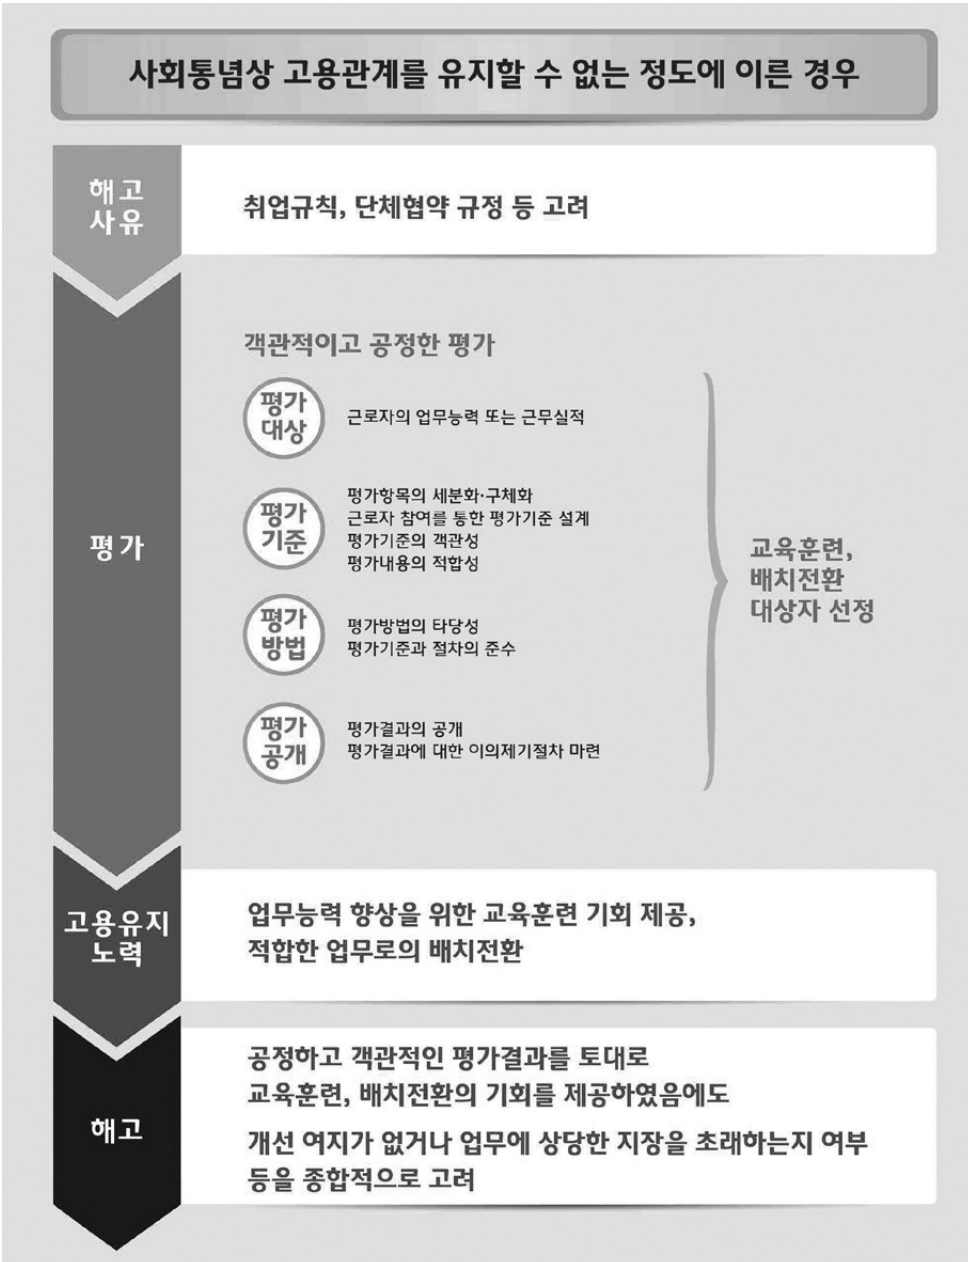 사회통념상 고용관계를 유지할 수 없는 정도에 이른 경우
해고
사유
취업규칙, 단체협약 규정 등 고려
평가
객관적이고 공정한 평가
평가
대상
근로자의 업무능력 또는 근무실적
평가
기준
평가항목의 세분화·구체화
근로자 참여를 통한 평가기준 설계
평가기준의 객관성
평가내용의 적합성
평가
방법
평가방법의 타당성
평가기준과 절차의 준수
평가
공개
평가결과의 공개
평가결과에 대한 이의제기절차 마련
교육훈련,
배치전환
대상자 선정
고용유지
노력
업무능력 향상을 위한 교육훈련 기회 제공,
적합한 업무로의 배치전환
해고
공정하고 객관적인 평가결과를 토대로
교육훈련, 배치전환의 기회를 제공하였음에도
개선 여지가 없거나 업무에 상당한 지장을 초래하는지 여부
등을 종합적으로 고려